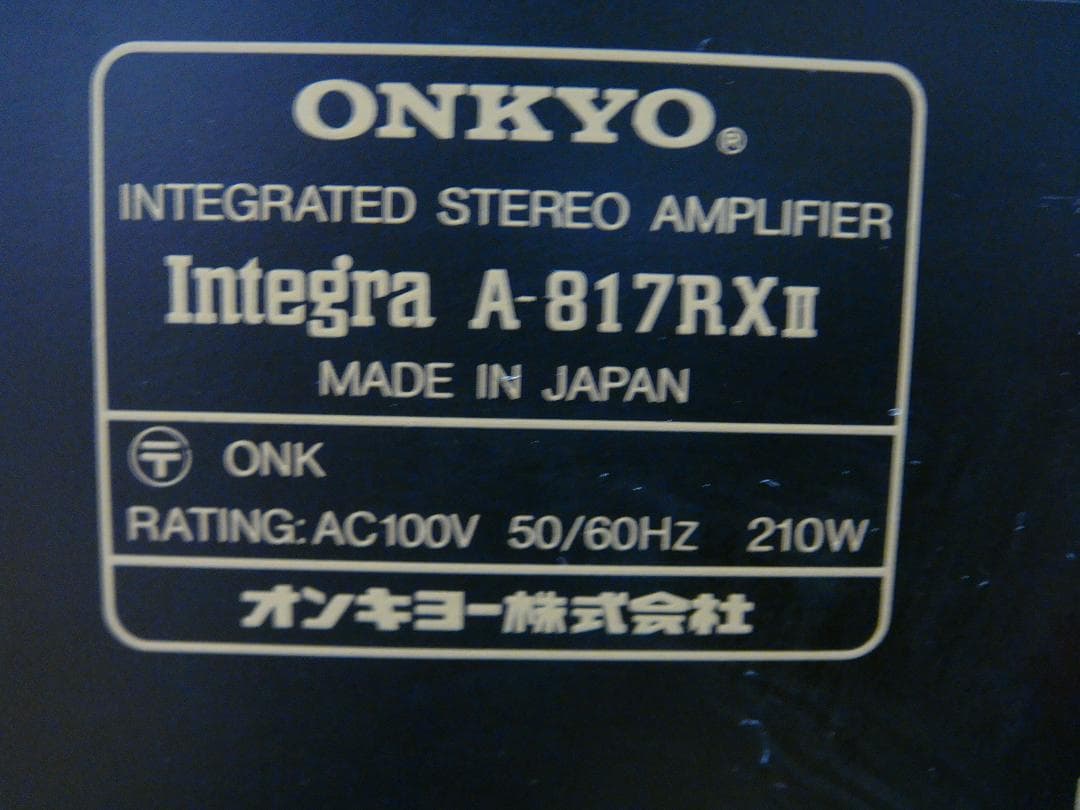 ONKYO®
INTEGRATED STEREO AMPLIFIER
Integra A-817RXII
MADE IN JAPAN
〶 ONK
RATING: AC100V 50/60Hz 210W
オンキヨー株式会社